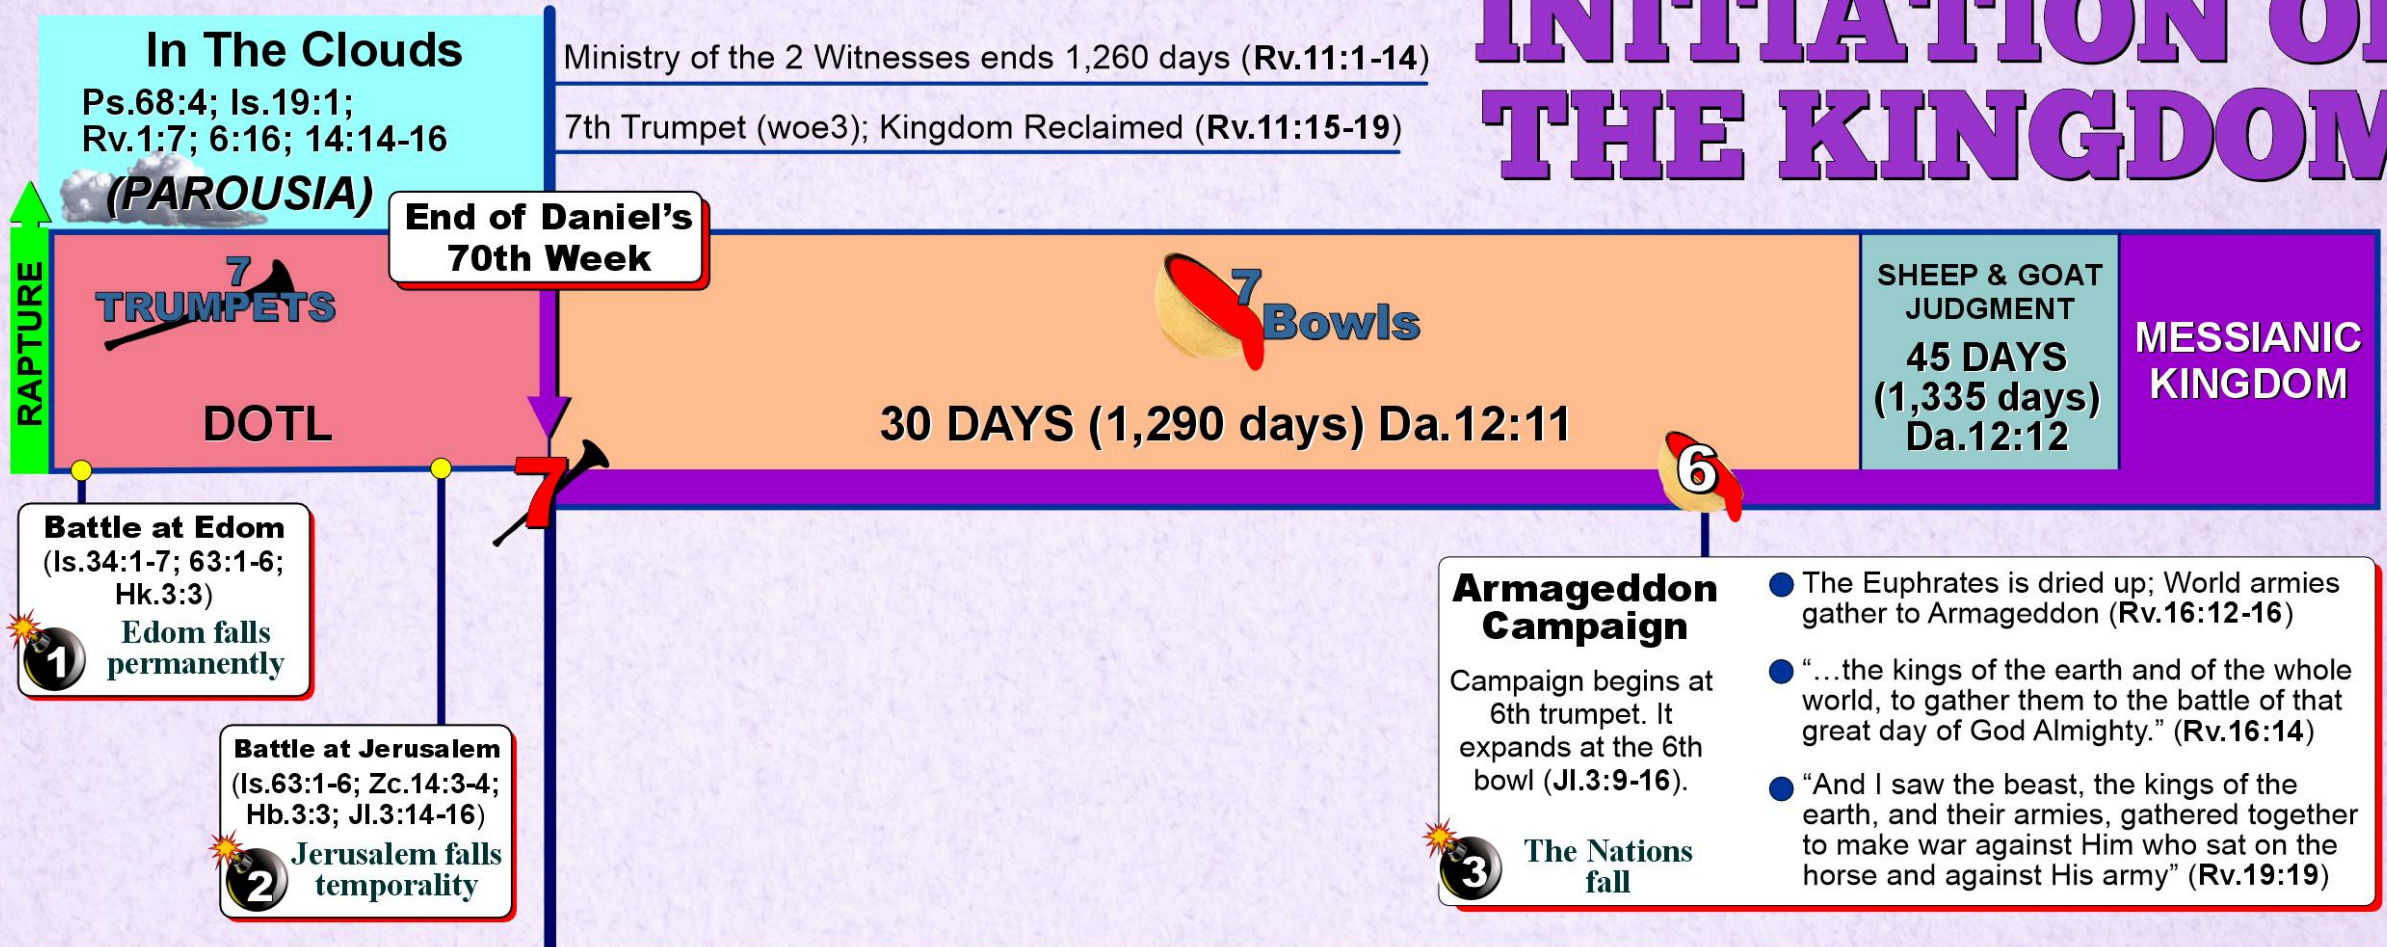 INITIATION OF
THE KINGDOM
In The Clouds
Ps.68:4; Is.19:1;
Rv.1:7; 6:16; 14:14-16
(PAROUSIA)
Ministry of the 2 Witnesses ends 1,260 days (Rv.11:1-14)
7th Trumpet (woe3); Kingdom Reclaimed (Rv.11:15-19)
End of Daniel’s
70th Week
RAPTURE
7
TRUMPETS
DOTL
7
Bowls
30 DAYS (1,290 days) Da.12:11
SHEEP & GOAT
JUDGMENT
45 DAYS
(1,335 days)
Da.12:12
MESSIANIC
KINGDOM
7
6
Battle at Edom
(Is.34:1-7; 63:1-6;
Hk.3:3)
Edom falls
permanently
1
Battle at Jerusalem
(Is.63:1-6; Zc.14:3-4;
Hb.3:3; Jl.3:14-16)
Jerusalem falls
temporality
2
Armageddon
Campaign
Campaign begins at
6th trumpet. It
expands at the 6th
bowl (Jl.3:9-16).
The Nations
fall
3
The Euphrates is dried up; World armies
gather to Armageddon (Rv.16:12-16)
“…the kings of the earth and of the whole
world, to gather them to the battle of that
great day of God Almighty.” (Rv.16:14)
“And I saw the beast, the kings of the
earth, and their armies, gathered together
to make war against Him who sat on the
horse and against His army” (Rv.19:19)